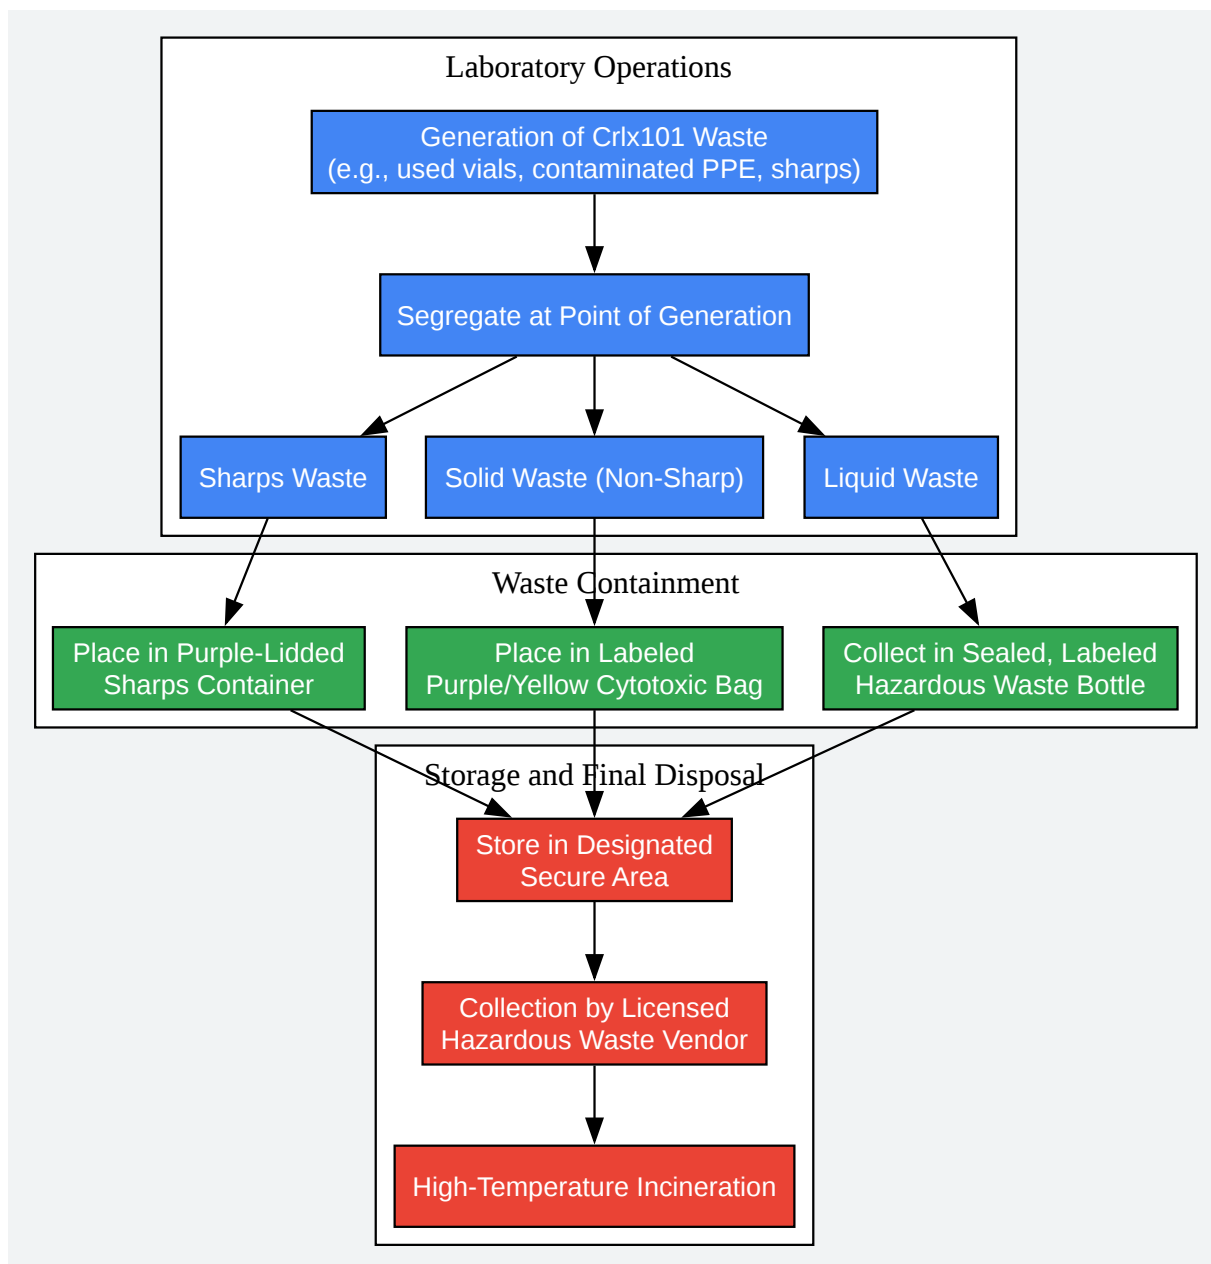 Laboratory Operations
Generation of Crlx101 Waste
(e.g., used vials, contaminated PPE, sharps)
Segregate at Point of Generation
Sharps Waste
Solid Waste (Non-Sharp)
Liquid Waste
Waste Containment
Place in Purple-Lidded
Sharps Container
Place in Labeled
Purple/Yellow Cytotoxic Bag
Collect in Sealed, Labeled
Hazardous Waste Bottle
Storage and Final Disposal
Store in Designated
Secure Area
Collection by Licensed
Hazardous Waste Vendor
High-Temperature Incineration